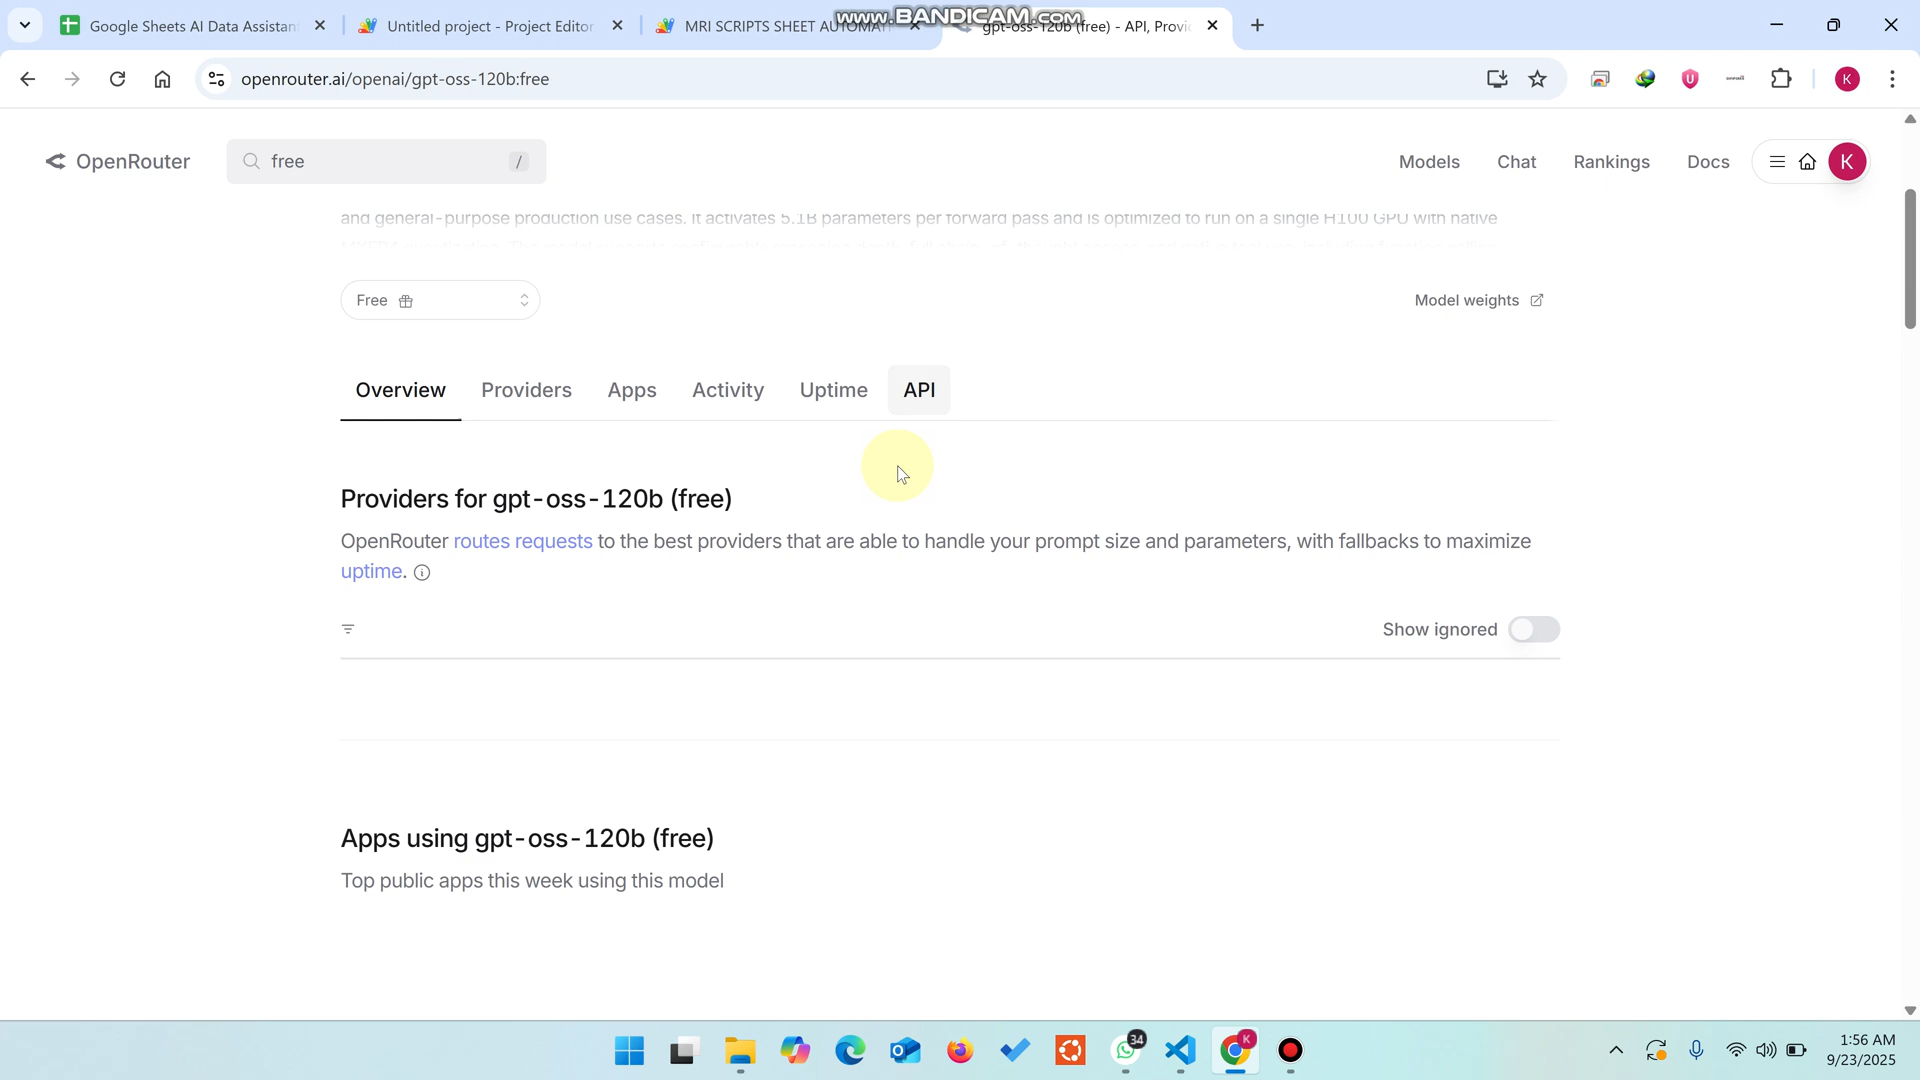 Google Sheets AI Data Assistan
Untitled project - Project Editor
MRI SCRIPTS SHEET AUTOMAT
gpt-oss-120b (free) - API, Provi
www.BANDICAM.com
openrouter.ai/openai/gpt-oss-120b:free
K
OpenRouter
free
/
Models
Chat
Rankings
Docs
K
and general-purpose production use cases. It activates 5.1B parameters per forward pass and is optimized to run on a single H100 GPU with native
Free
Model weights
Overview
Providers
Apps
Activity
Uptime
API
Providers for gpt-oss-120b (free)
OpenRouter routes requests to the best providers that are able to handle your prompt size and parameters, with fallbacks to maximize
uptime.
Show ignored
Apps using gpt-oss-120b (free)
Top public apps this week using this model
34
K
1:56 AM
9/23/2025